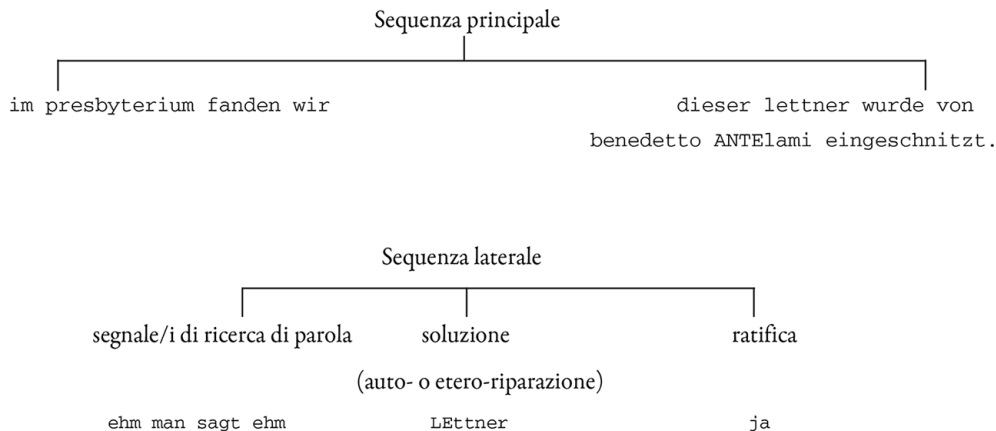 Sequenza principale
im presbyterium fanden wir
dieser lettner wurde von
benedetto ANTElami eingeschnitzt.
Sequenza laterale
segnale/i di ricerca di parola soluzione ratifica
(auto- o etero-riparazione)
ehm man sagt ehm LEttner ja